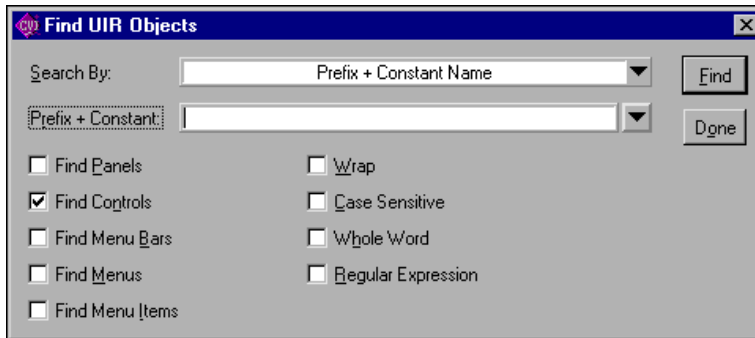 cvi Find UIR Objects
Search By: Prefix + Constant Name Find
Prefix + Constant: Done
Find Panels Wrap
Find Controls Case Sensitive
Find Menu Bars Whole Word
Find Menus Regular Expression
Find Menu Items